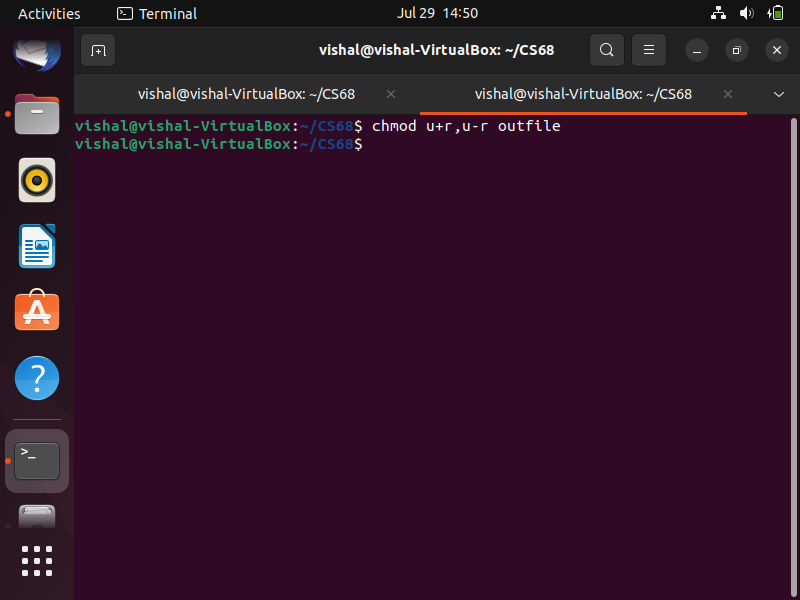 Activities Terminal Jul 29 14:50
vishal@vishal-VirtualBox: ~/CS68
vishal@vishal-VirtualBox: ~/CS68 vishal@vishal-VirtualBox: ~/CS68
vishal@vishal-VirtualBox:~/CS68$ chmod u+r,u-r outfile
vishal@vishal-VirtualBox:~/CS68$